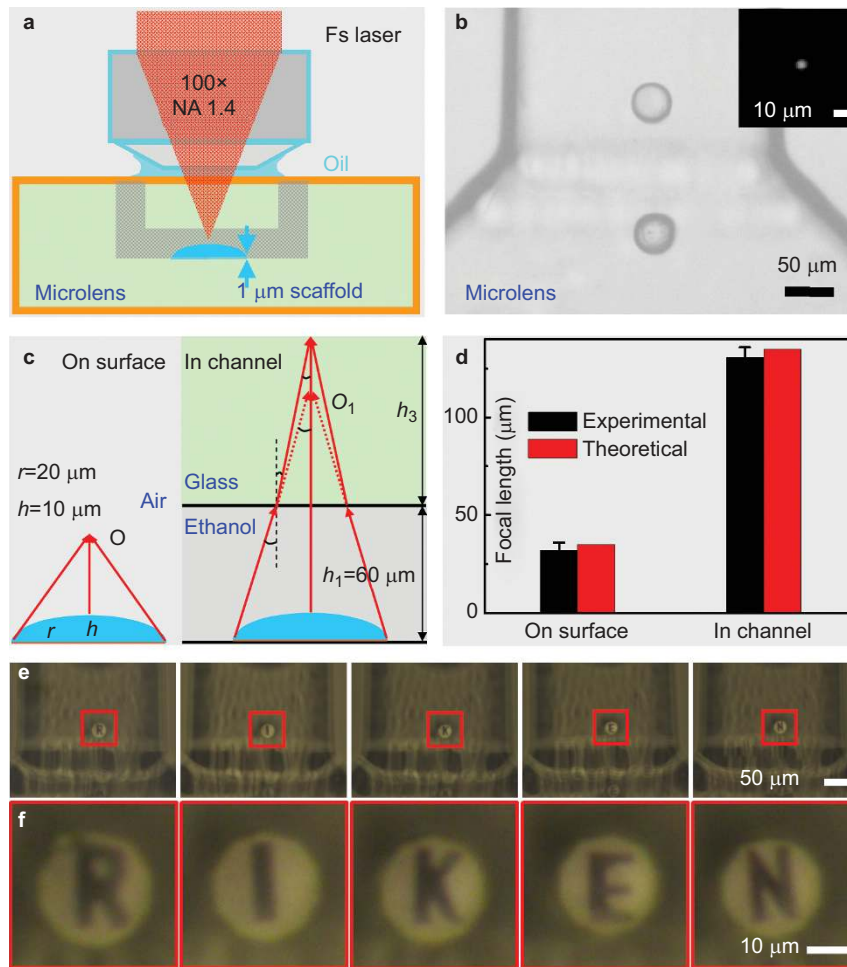 a
Fs laser
100×
NA 1.4
Oil
Microlens
1 μm scaffold
b
10 μm
50 μm
Microlens
c
On surface
In channel
O₁
h₃
r=20 μm
Glass
Air
h=10 μm
Ethanol
O
h₁=60 μm
r
h
d
Focal length (μm)
100
50
0
Experimental
Theoretical
On surface
In channel
e
R
I
K
E
N
50 μm
f
R
I
K
E
N
10 μm